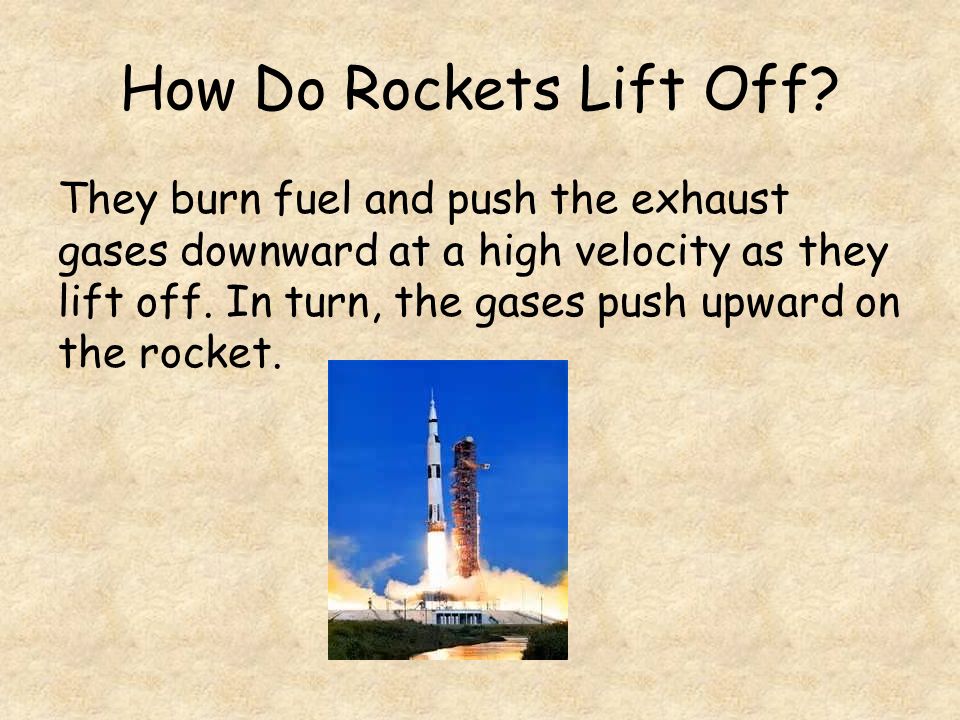 How Do Rockets Lift Off?
They burn fuel and push the exhaust
gases downward at a high velocity as they
lift off. In turn, the gases push upward on
the rocket.